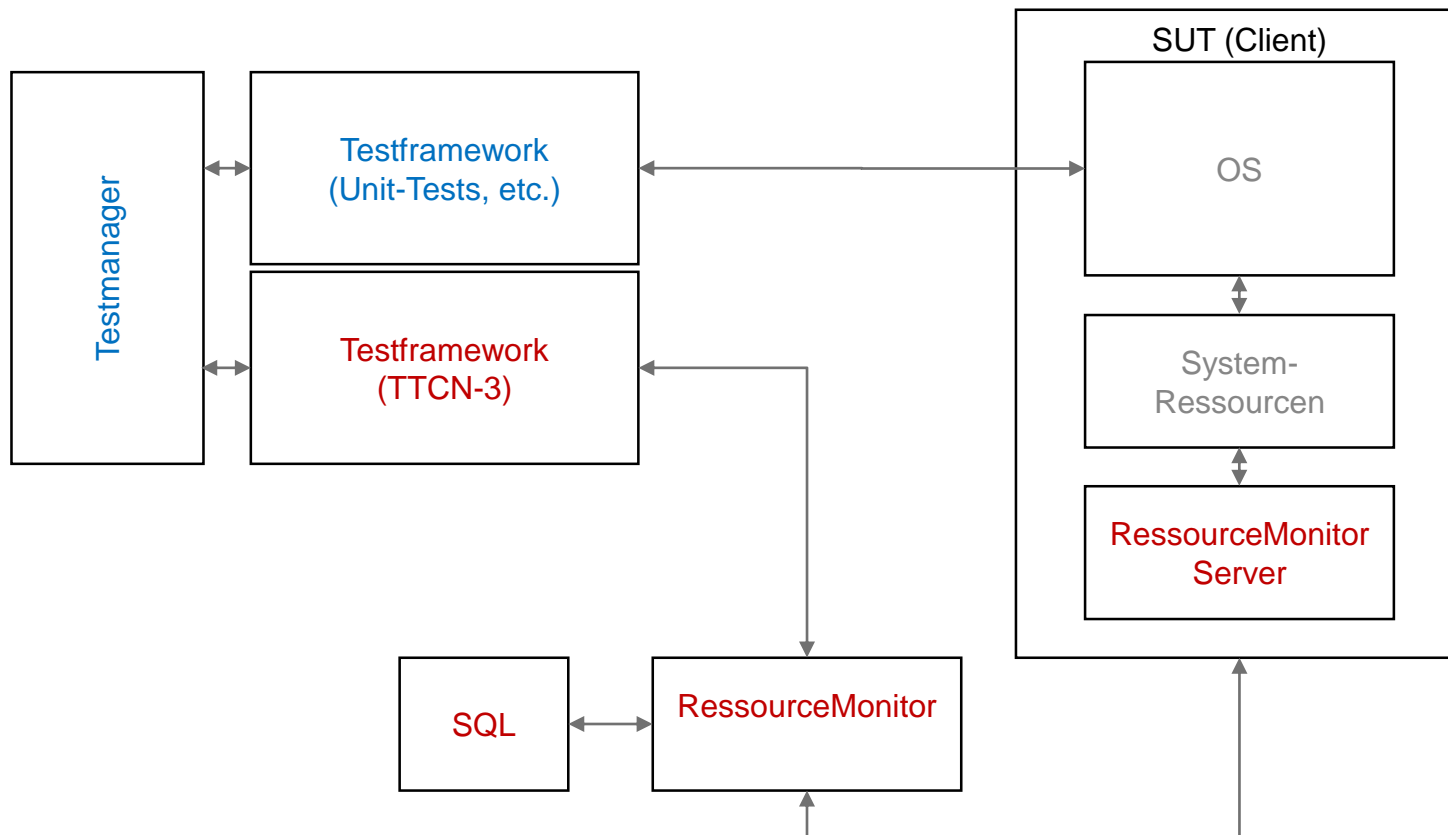 SUT (Client)
Testmanager
Testframework
(Unit-Tests, etc.)
OS
Testframework
(TTCN-3)
System-
Ressourcen
RessourceMonitor
Server
SQL
RessourceMonitor